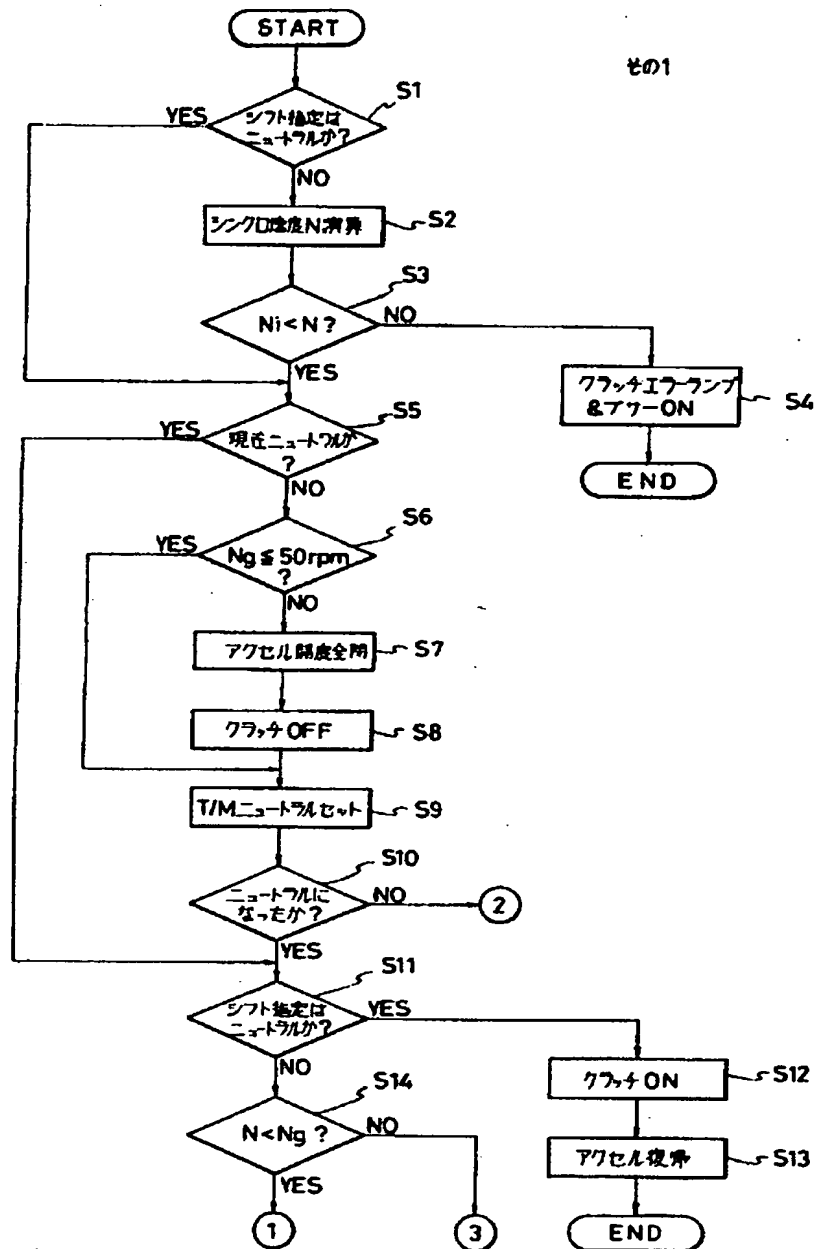 START
その1
S1
シフト指定は
ニュートラルか?
YES
NO
シンクロ速度N演算
S2
S3
Ni<N?
NO
YES
クラッチエラーランプ
&ブザーON
S4
END
S5
現在ニュートラルか
?
YES
NO
S6
Ng≦50rpm
?
YES
NO
アクセル開度全閉
S7
クラッチOFF
S8
T/Mニュートラルセット
S9
S10
ニュートラルに
なったか?
NO
2
YES
S11
シフト指定は
ニュートラルか?
YES
NO
クラッチON
S12
S14
N<Ng?
NO
YES
アクセル復帰
S13
1
3
END